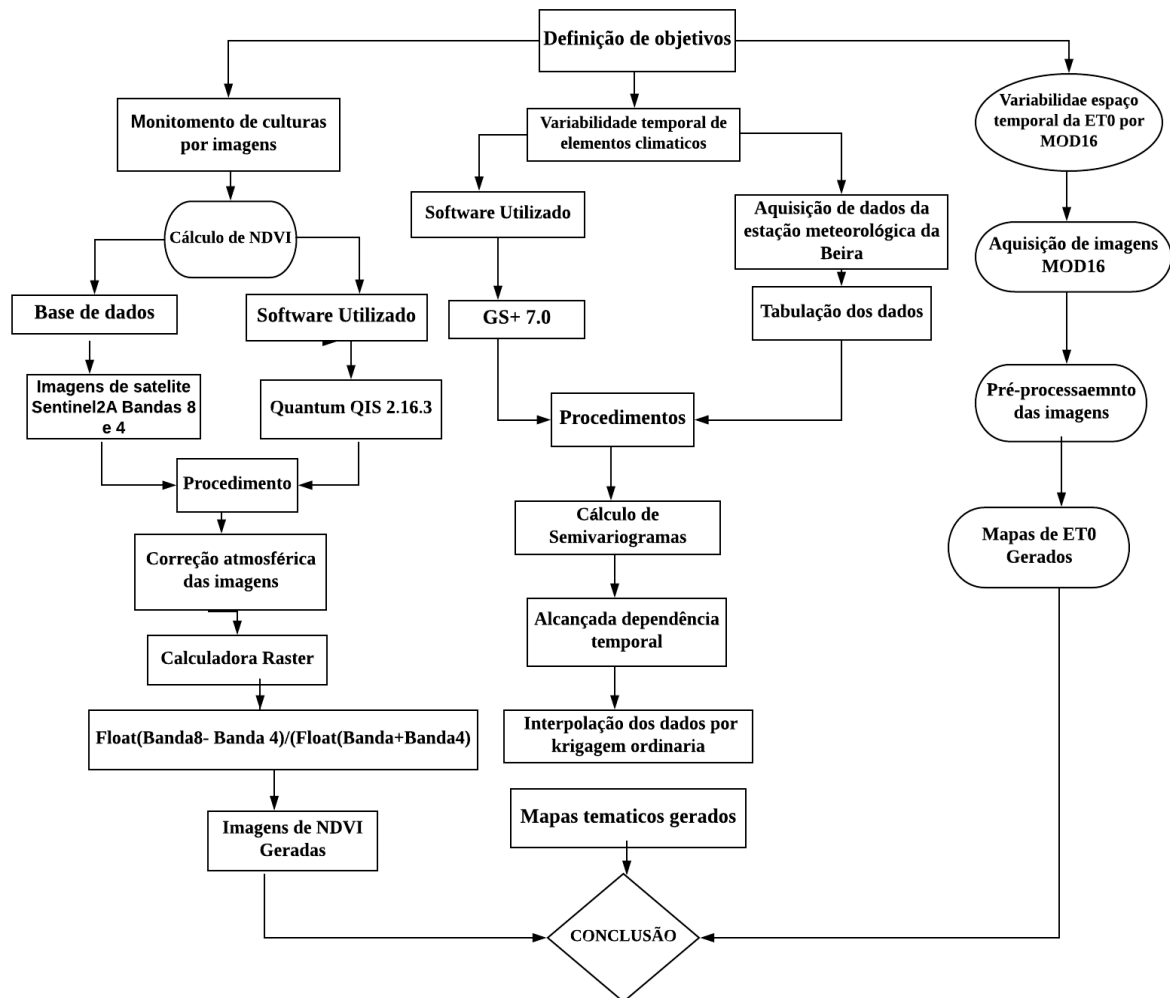 Definição de objetivos
Monitomento de culturas
por imagens
Cálculo de NDVI
Base de dados
Software Utilizado
Imagens de satelite
Sentinel2A Bandas 8
e 4
Quantum QIS 2.16.3
Procedimento
Correção atmosférica
das imagens
Calculadora Raster
Float(Banda8- Banda 4)/(Float(Banda+Banda4)
Imagens de NDVI
Geradas
Variabilidade temporal de
elementos climaticos
Software Utilizado
Aquisição de dados da
estação meteorológica da
Beira
GS+ 7.0
Tabulação dos dados
Procedimentos
Cálculo de
Semivariogramas
Alcançada dependência
temporal
Interpolação dos dados por
krigagem ordinaria
Mapas tematicos gerados
Variabilidae espaço
temporal da ET0 por
MOD16
Aquisição de imagens
MOD16
Pré-processaemnto
das imagens
Mapas de ET0
Gerados
CONCLUSÃO